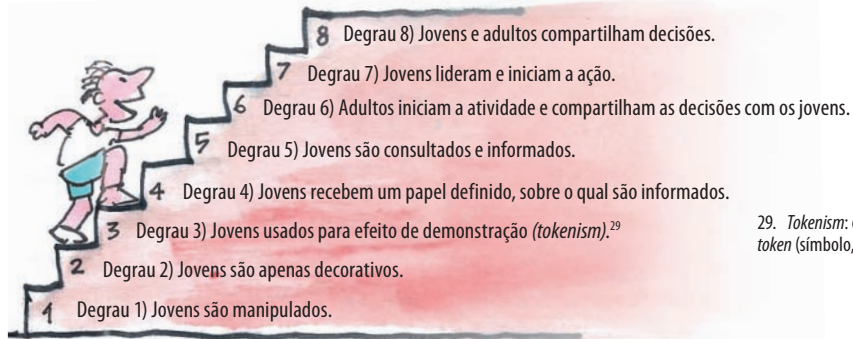 8 Degrau 8) Jovens e adultos compartilham decisões.
7 Degrau 7) Jovens lideram e iniciam a ação.
6 Degrau 6) Adultos iniciam a atividade e compartilham as decisões com os jovens.
5 Degrau 5) Jovens são consultados e informados.
4 Degrau 4) Jovens recebem um papel definido, sobre o qual são informados.
3 Degrau 3) Jovens usados para efeito de demonstração (tokenism).29
29. Tokenism:
token (símbolo,
2 Degrau 2) Jovens são apenas decorativos.
1 Degrau 1) Jovens são manipulados.